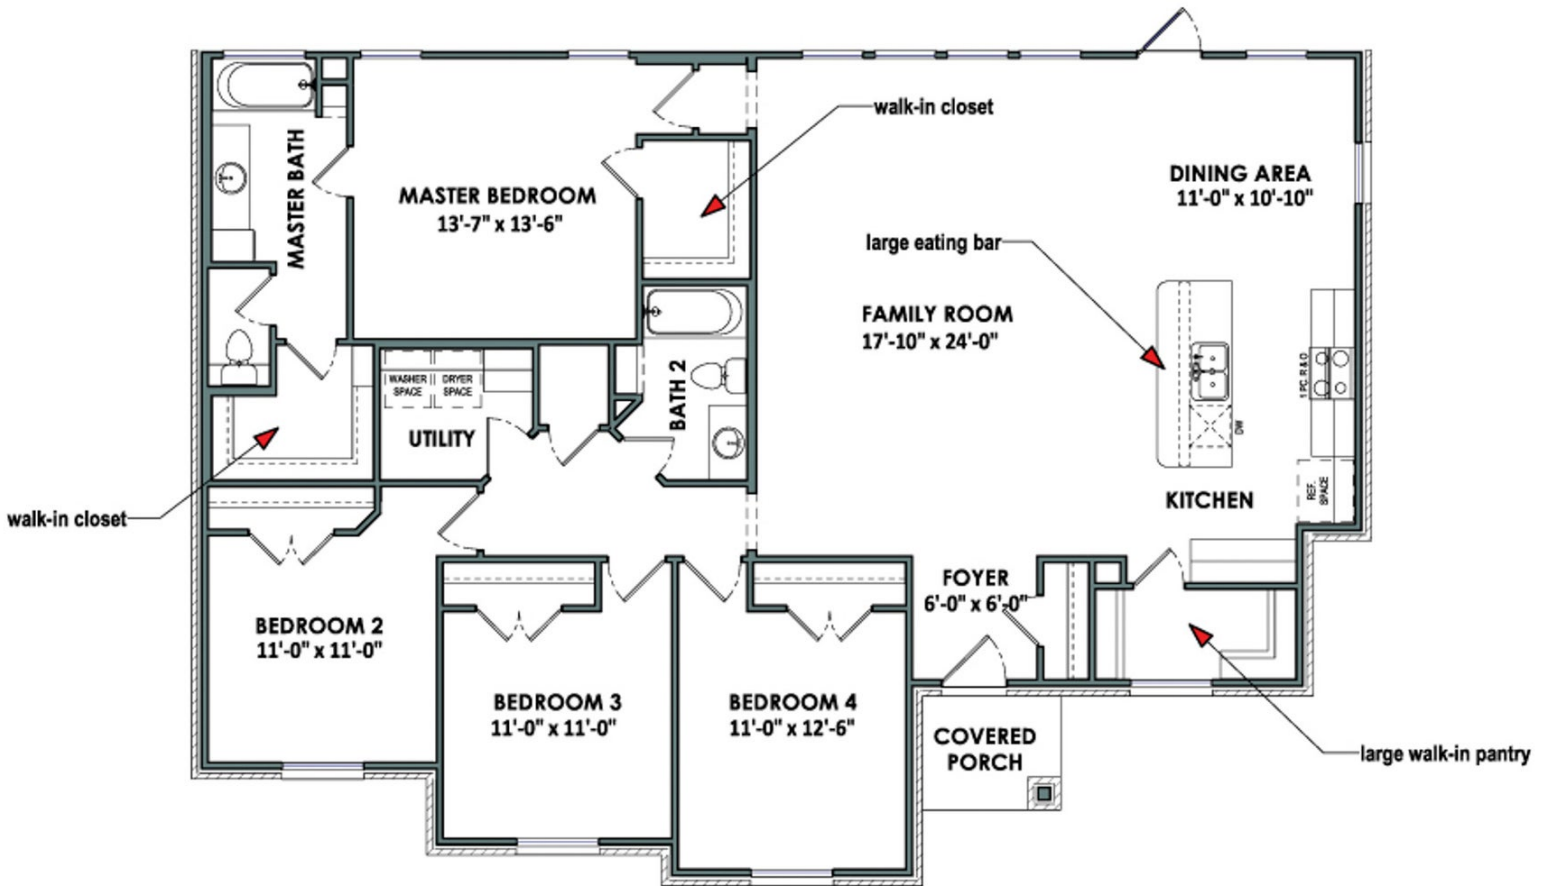 walk-in closet
MASTER BATH
MASTER BEDROOM
13'-7" x 13'-6"
DINING AREA
11'-0" x 10'-10"
large eating bar
FAMILY ROOM
17'-10" x 24'-0"
WASHER
SPACE
DRYER
SPACE
BATH 2
1 PC. R & O
UTILITY
DW
REF.
SPACE
KITCHEN
walk-in closet
FOYER
6'-0" x 6'-0"
BEDROOM 2
11'-0" x 11'-0"
BEDROOM 3
11'-0" x 11'-0"
BEDROOM 4
11'-0" x 12'-6"
COVERED
PORCH
large walk-in pantry